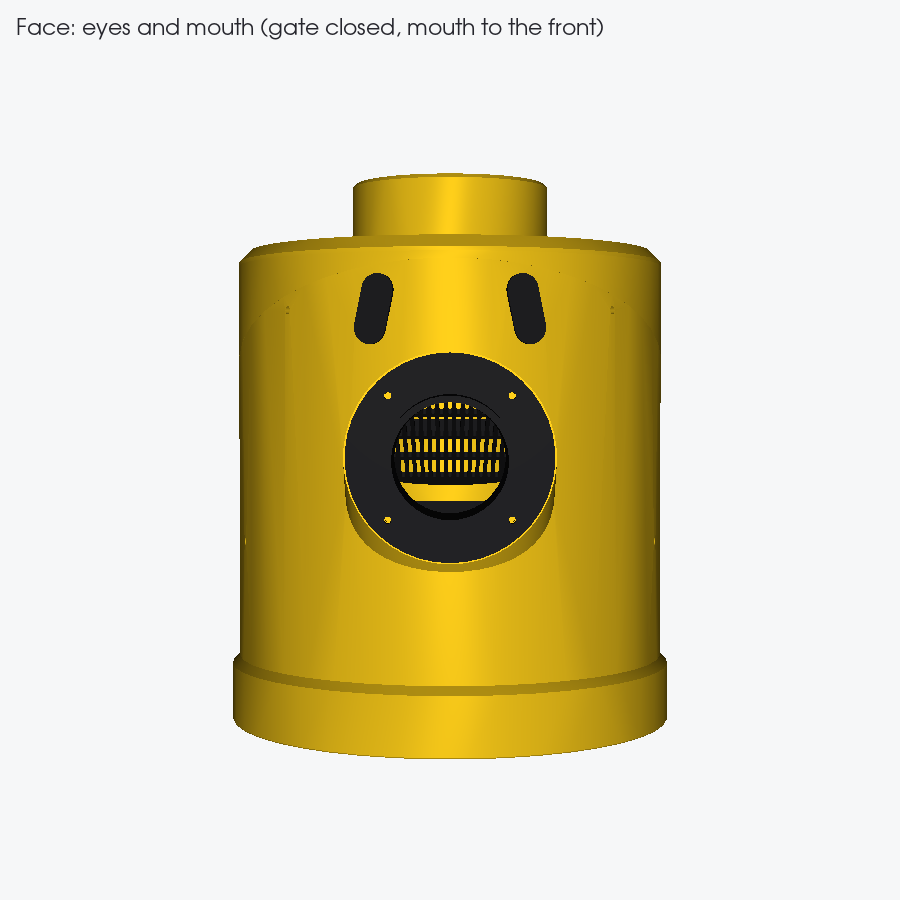 Face: eyes and mouth (gate closed, mouth to the front)